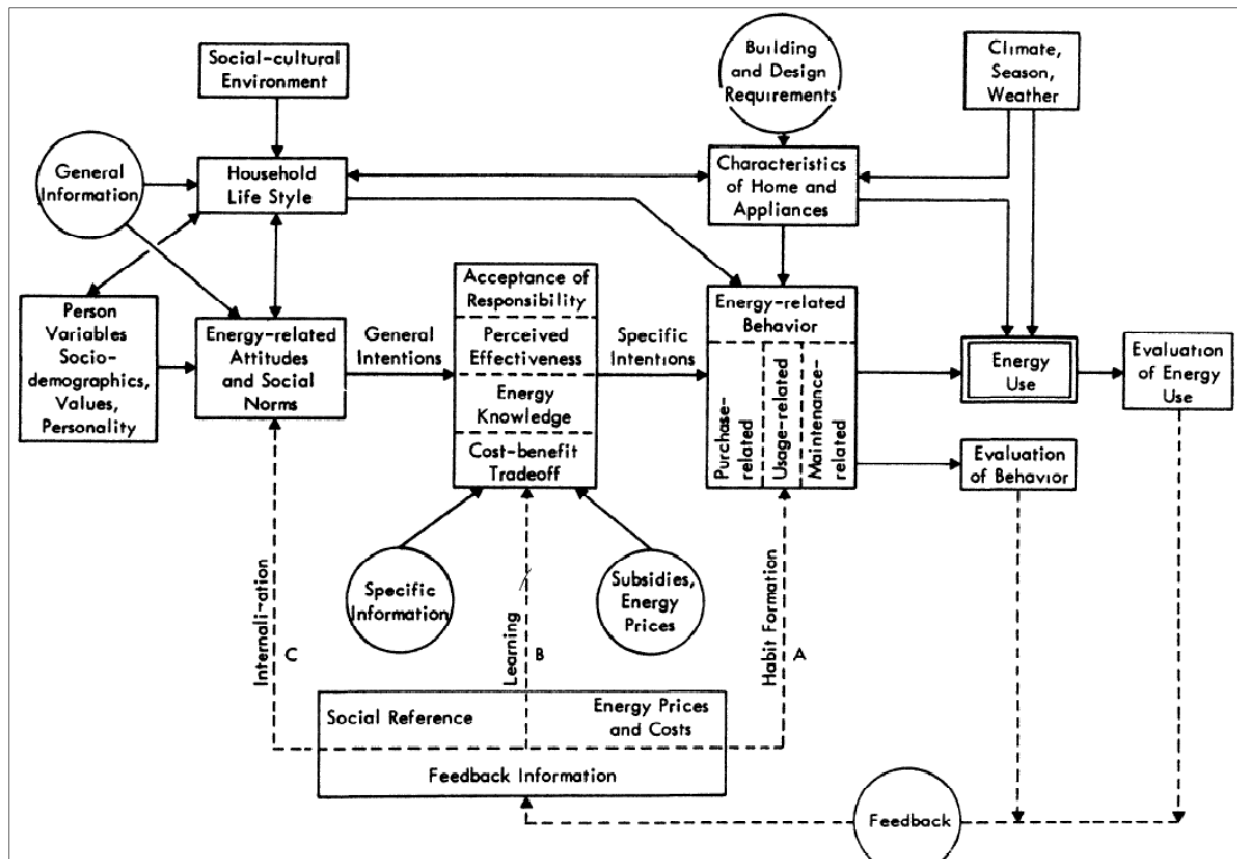 Social-cultural
Environment
Building
and Design
Requirements
Climate,
Season,
Weather
General
Information
Household
Life Style
Characteristics
of Home and
Appliances
Person
Variables
Socio-
demographics,
Values,
Personality
Energy-related
Attitudes
and Social
Norms
General
Intentions
Acceptance of
Responsibility
Perceived
Effectiveness
Energy
Knowledge
Cost-benefit
Tradeoff
Specific
Intentions
Energy-related
Behavior
Purchase-
related
Usage-related
Maintenance-
related
Energy
Use
Evaluation
of Energy
Use
Evaluation
of Behavior
Specific
Information
Subsidies,
Energy
Prices
Internali-ation
C
Learning
B
Habit Formation
A
Social Reference
Energy Prices
and Costs
Feedback Information
Feedback